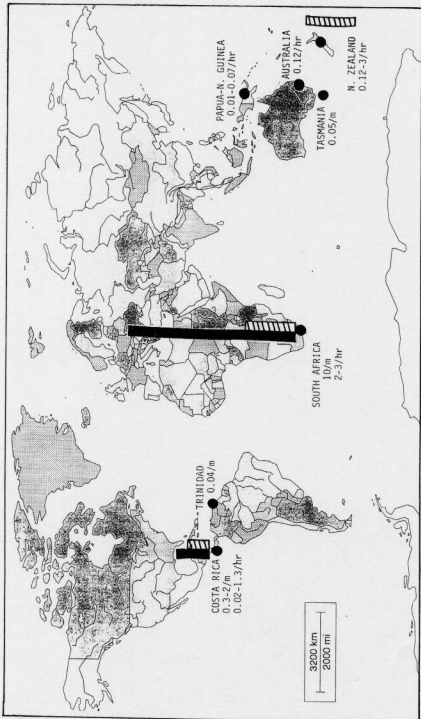 PAPUA-N. GUINEA
0.01-0.07/hr
AUSTRALIA
0.12/hr
TASMANIA
0.05/m
N. ZEALAND
0.12-3/hr
SOUTH AFRICA
10/m
2-3/hr
TRINIDAD
0.04/m
COSTA RICA
0.3-2/m
0.02-1.3/hr
3200 km
2000 mi